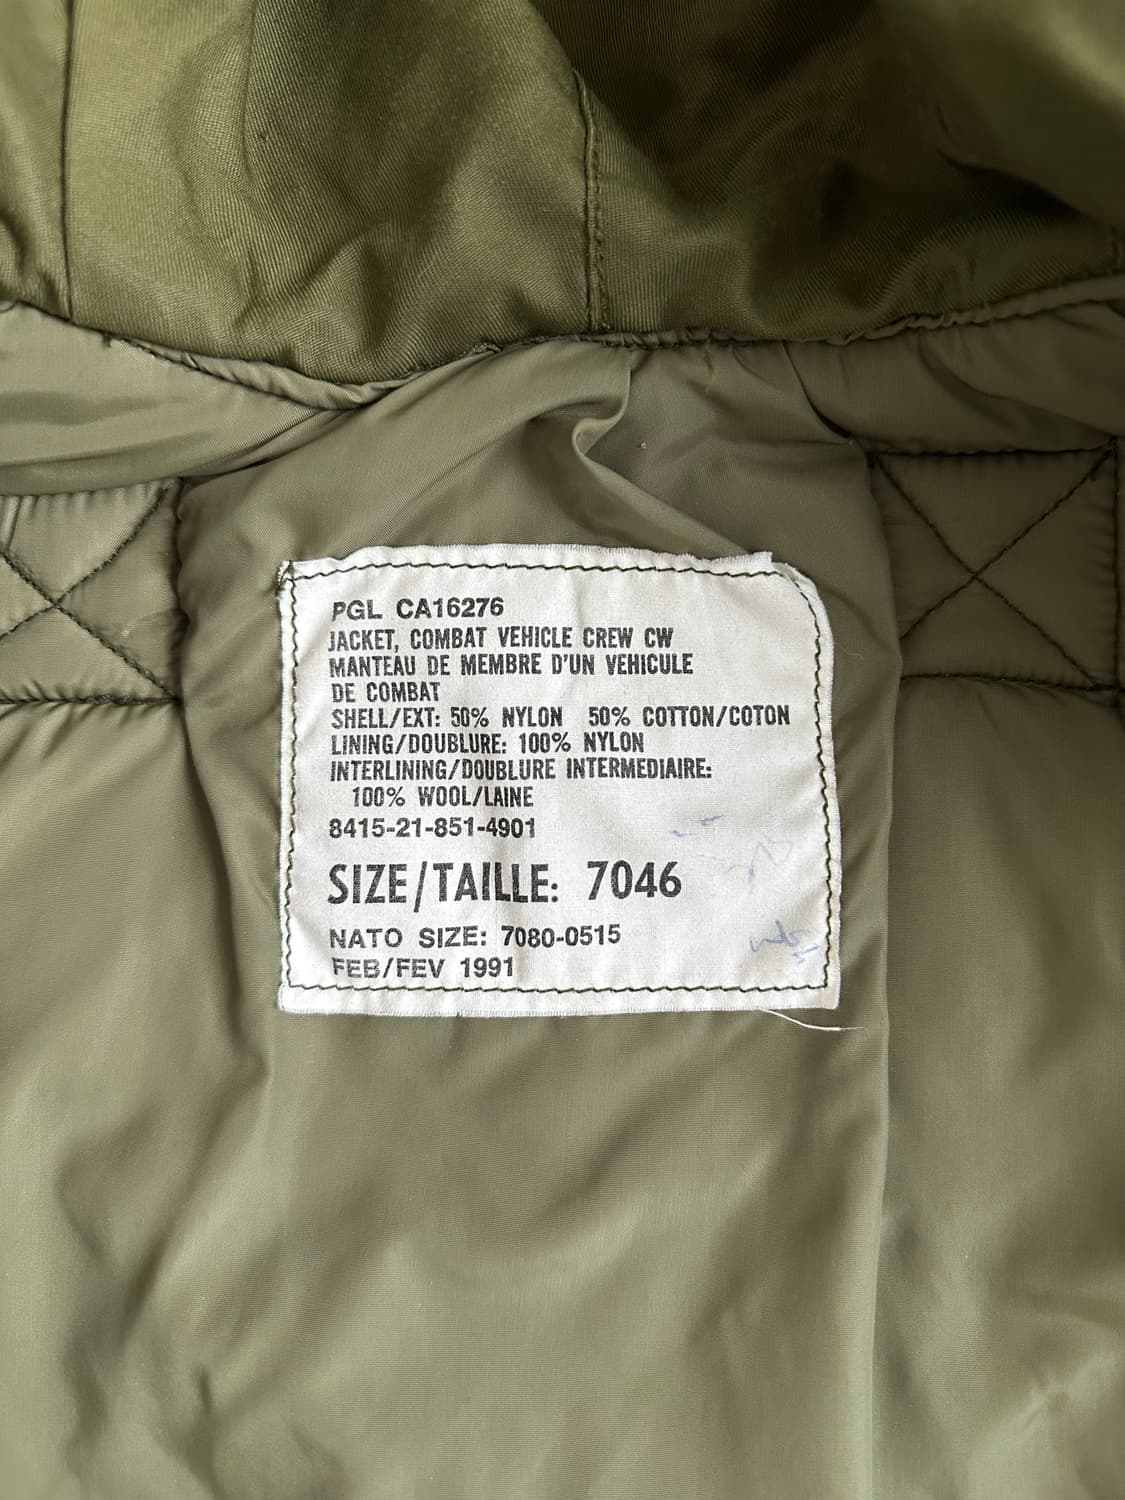 PGL CA16276
JACKET, COMBAT VEHICLE CREW CW
MANTEAU DE MEMBRE D'UN VEHICULE
DE COMBAT
SHELL/EXT: 50% NYLON 50% COTTON/COTON
LINING/DOUBLURE: 100% NYLON
INTERLINING/DOUBLURE INTERMEDIAIRE:
100% WOOL/LAINE
8415-21-851-4901
SIZE/TAILLE: 7046
NATO SIZE: 7080-0515
FEB/FEV 1991